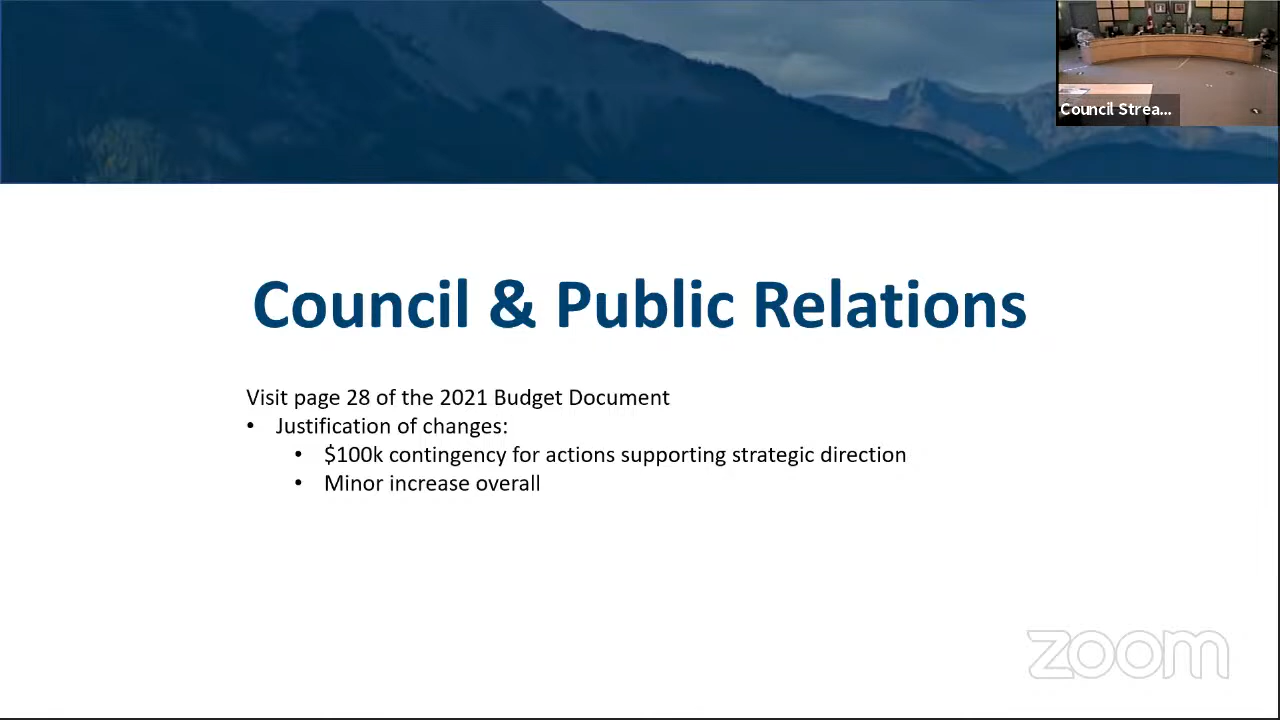 Council Strea...
Council & Public Relations
Visit page 28 of the 2021 Budget Document
• Justification of changes:
• $100k contingency for actions supporting strategic direction
• Minor increase overall
zoom